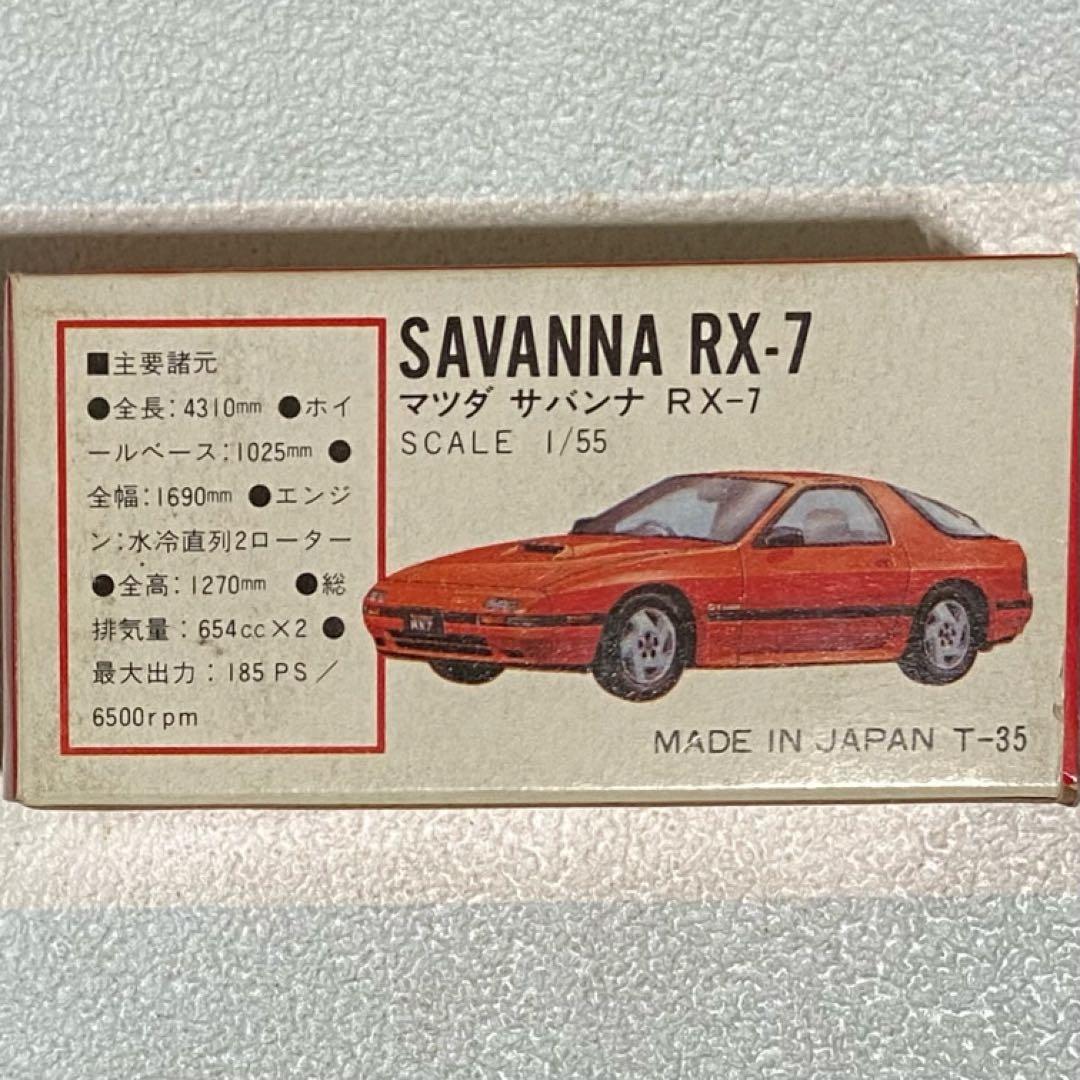 ■主要諸元
●全長:4310mm ●ホイ
ールベース:1025mm ●
全幅:1690mm ●エンジ
ン:水冷直列2ローター
●全高:1270mm ●総
排気量:654cc×2 ●
最大出力:185PS/
6500rpm
SAVANNA RX-7
マツダ サバンナ RX-7
SCALE 1/55
RX7
MADE IN JAPAN T-35